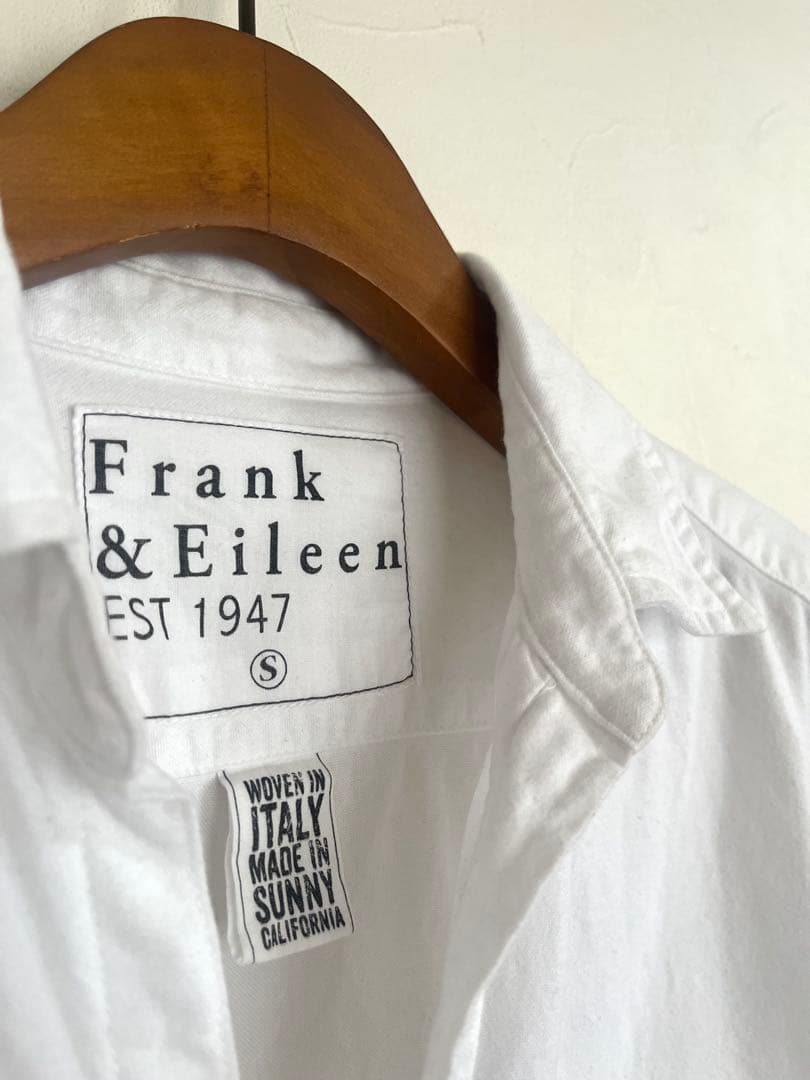 Frank
& Eileen
EST 1947
S
WOVEN IN
ITALY
MADE IN
SUNNY
CALIFORNIA